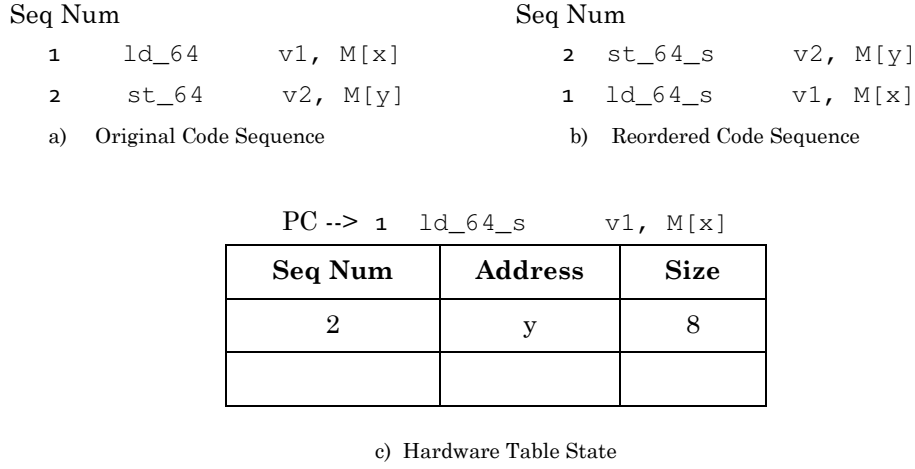 Seq Num Seq Num
1 ld_64 v1, M[x] 2 st_64_s v2, M[y]
2 st_64 v2, M[y] 1 ld_64_s v1, M[x]
a) Original Code Sequence b) Reordered Code Sequence
PC --> 1 ld_64_s v1, M[x]
Seq Num Address Size
2 y 8
c) Hardware Table State